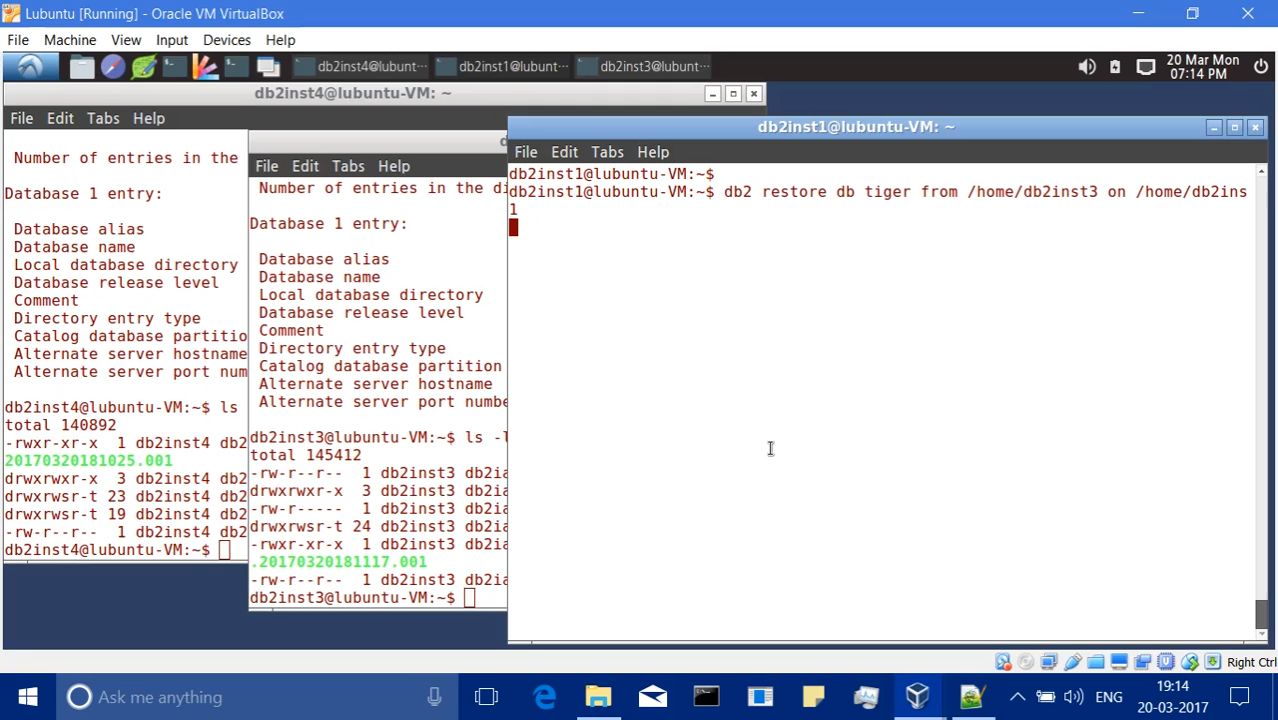 Lubuntu [Running] - Oracle VM VirtualBox
File Machine View Input Devices Help
db2inst4@lubunt··· db2inst1@lubunt··· db2inst3@lubunt···
20 Mar Mon
07:14 PM
db2inst4@lubuntu-VM: ~
File Edit Tabs Help
Number of entries in the
Database 1 entry:
Database alias
Database name
Local database directory
Database release level
Comment
Directory entry type
Catalog database partitio
Alternate server hostname
Alternate server port num
db2inst4@lubuntu-VM:~$ ls
total 140892
-rwxr-xr-x 1 db2inst4 db2
20170320181025.001
drwxrwxr-x 3 db2inst4 db2
drwxrwsr-t 23 db2inst4 db2
drwxrwsr-t 19 db2inst4 db2
-rw-r--r-- 1 db2inst4 db2
db2inst4@lubuntu-VM:~$
File Edit Tabs Help
Number of entries in the di
Database 1 entry:
Database alias
Database name
Local database directory
Database release level
Comment
Directory entry type
Catalog database partition
Alternate server hostname
Alternate server port numbe
db2inst3@lubuntu-VM:~$ ls -l
total 145412
-rw-r--r-- 1 db2inst3 db2ia
drwxrwxr-x 3 db2inst3 db2ia
-rw-r----- 1 db2inst3 db2ia
drwxrwsr-t 24 db2inst3 db2ia
-rwxr-xr-x 1 db2inst3 db2ia
.20170320181117.001
-rw-r--r-- 1 db2inst3 db2ia
db2inst3@lubuntu-VM:~$
db2inst1@lubuntu-VM: ~
File Edit Tabs Help
db2inst1@lubuntu-VM:~$
db2inst1@lubuntu-VM:~$ db2 restore db tiger from /home/db2inst3 on /home/db2ins
1
Right Ctrl
Ask me anything
ENG
19:14
20-03-2017